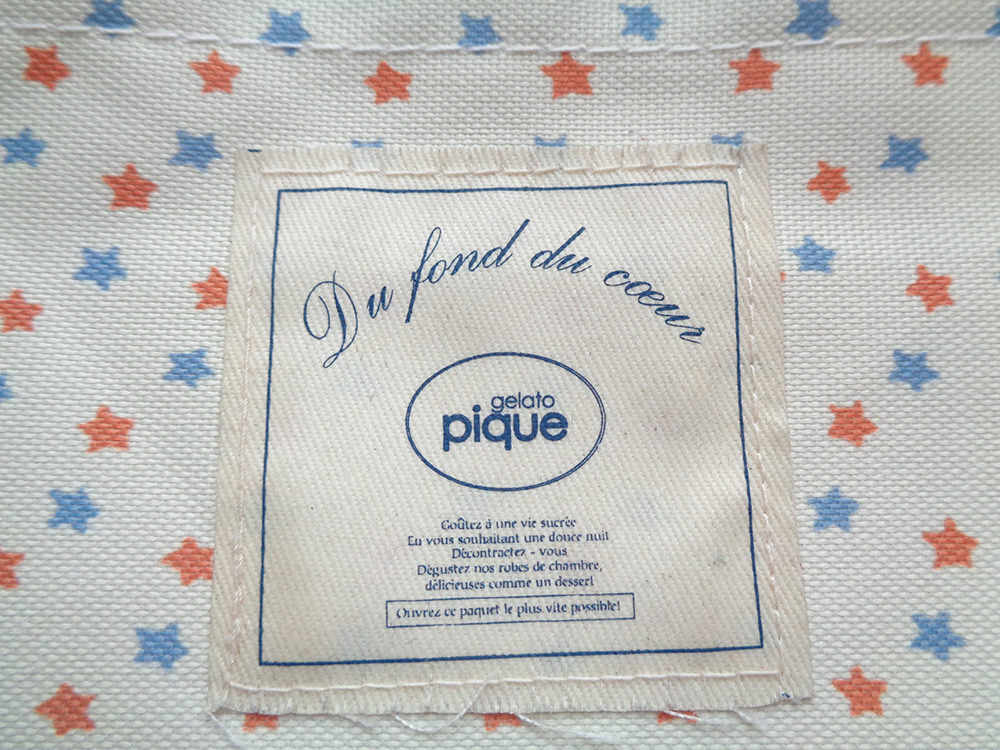 Du fond du cœur
gelato
pique
Goûtez à une vie sucrée
En vous souhaitant une douce nuit
Décontractez - vous
Dégustez nos robes de chambre,
délicieuses comme un dessert
Ouvrez ce paquet le plus vite possible!